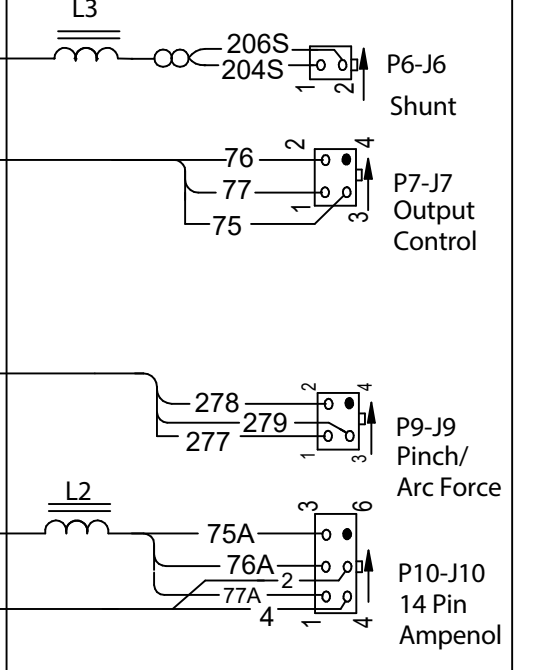 L3
206S
204S
1
2
P6-J6
Shunt
2
4
76
77
75
1
3
P7-J7
Output
Control
2
4
278
279
277
1
3
P9-J9
Pinch/
Arc Force
L2
3
6
75A
76A
2
77A
4
1
4
P10-J10
14 Pin
Ampenol